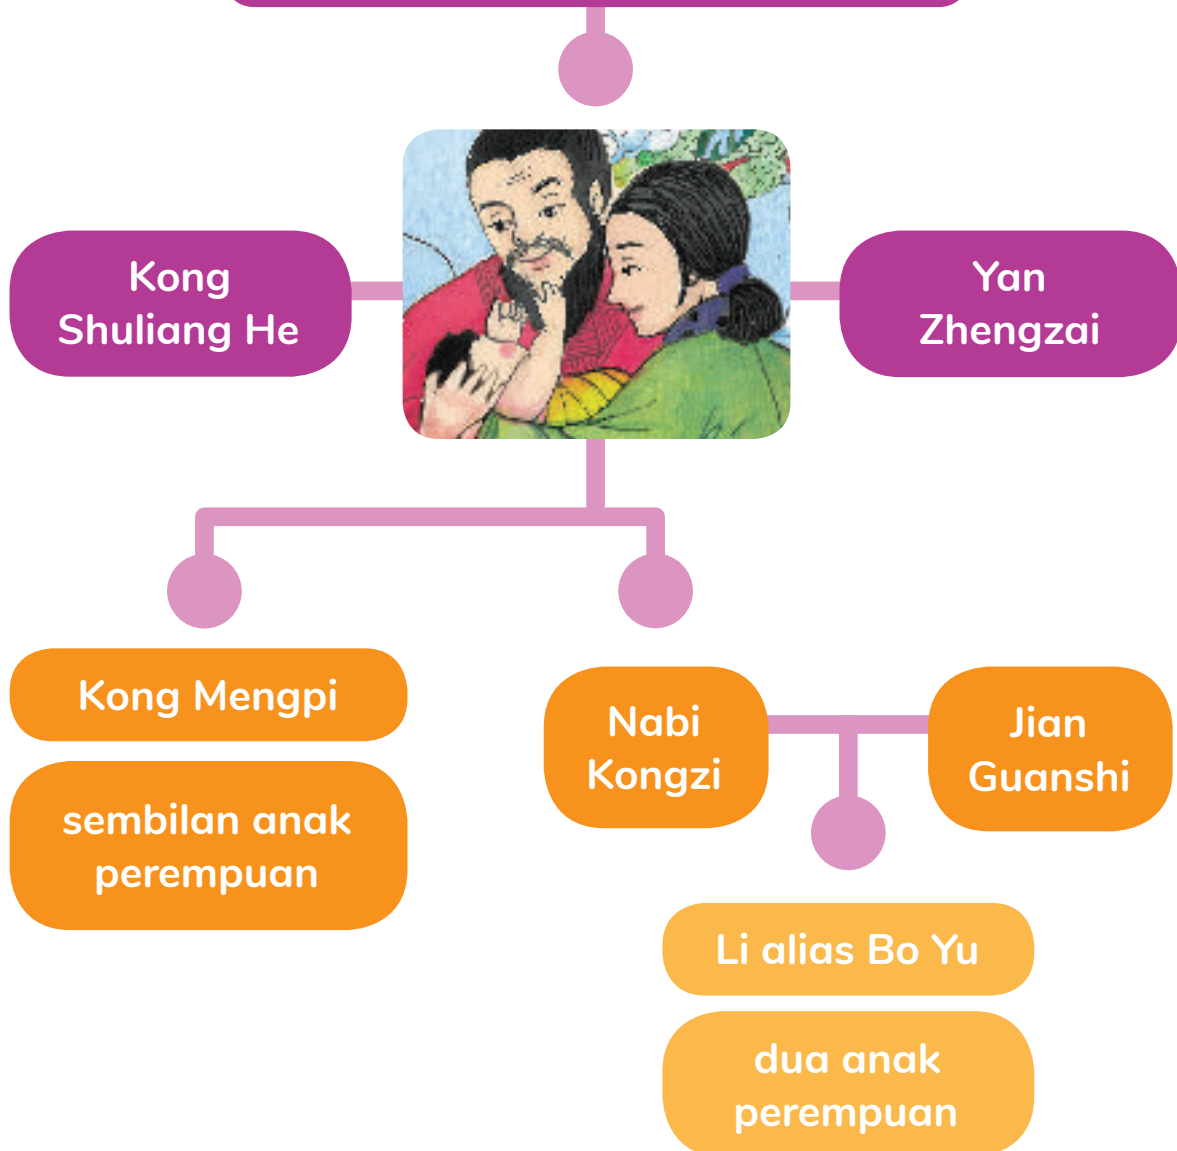 Kong
Shuliang He
Yan
Zhengzai
Kong Mengpi
sembilan anak
perempuan
Nabi
Kongzi
Jian
Guanshi
Li alias Bo Yu
dua anak
perempuan